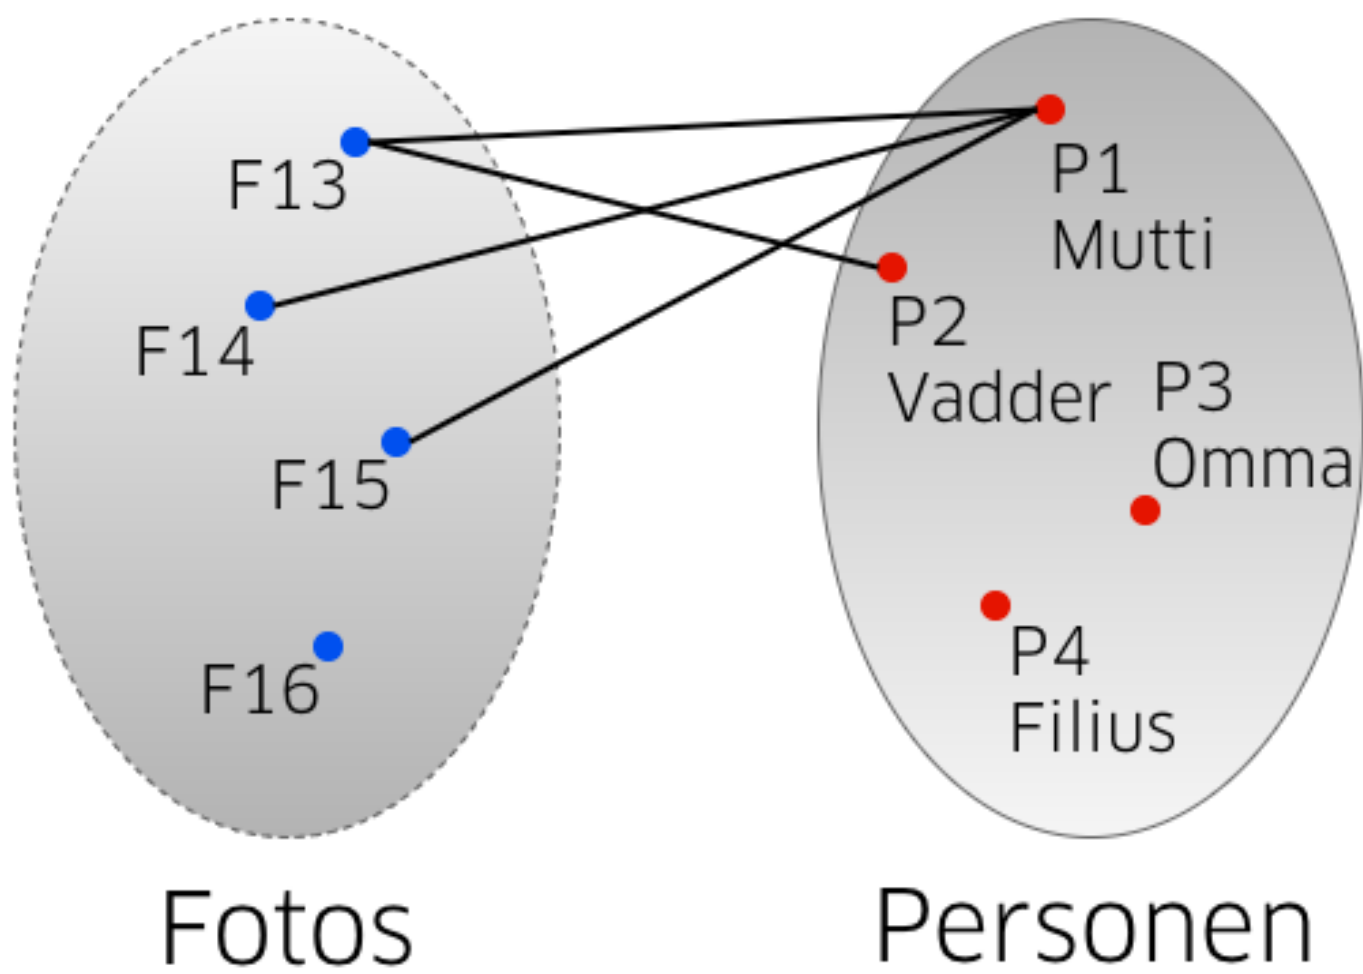 F13
F14
F15
F16
Fotos
P1
Mutti
P2
Vadder
P3
Omma
P4
Filius
Personen